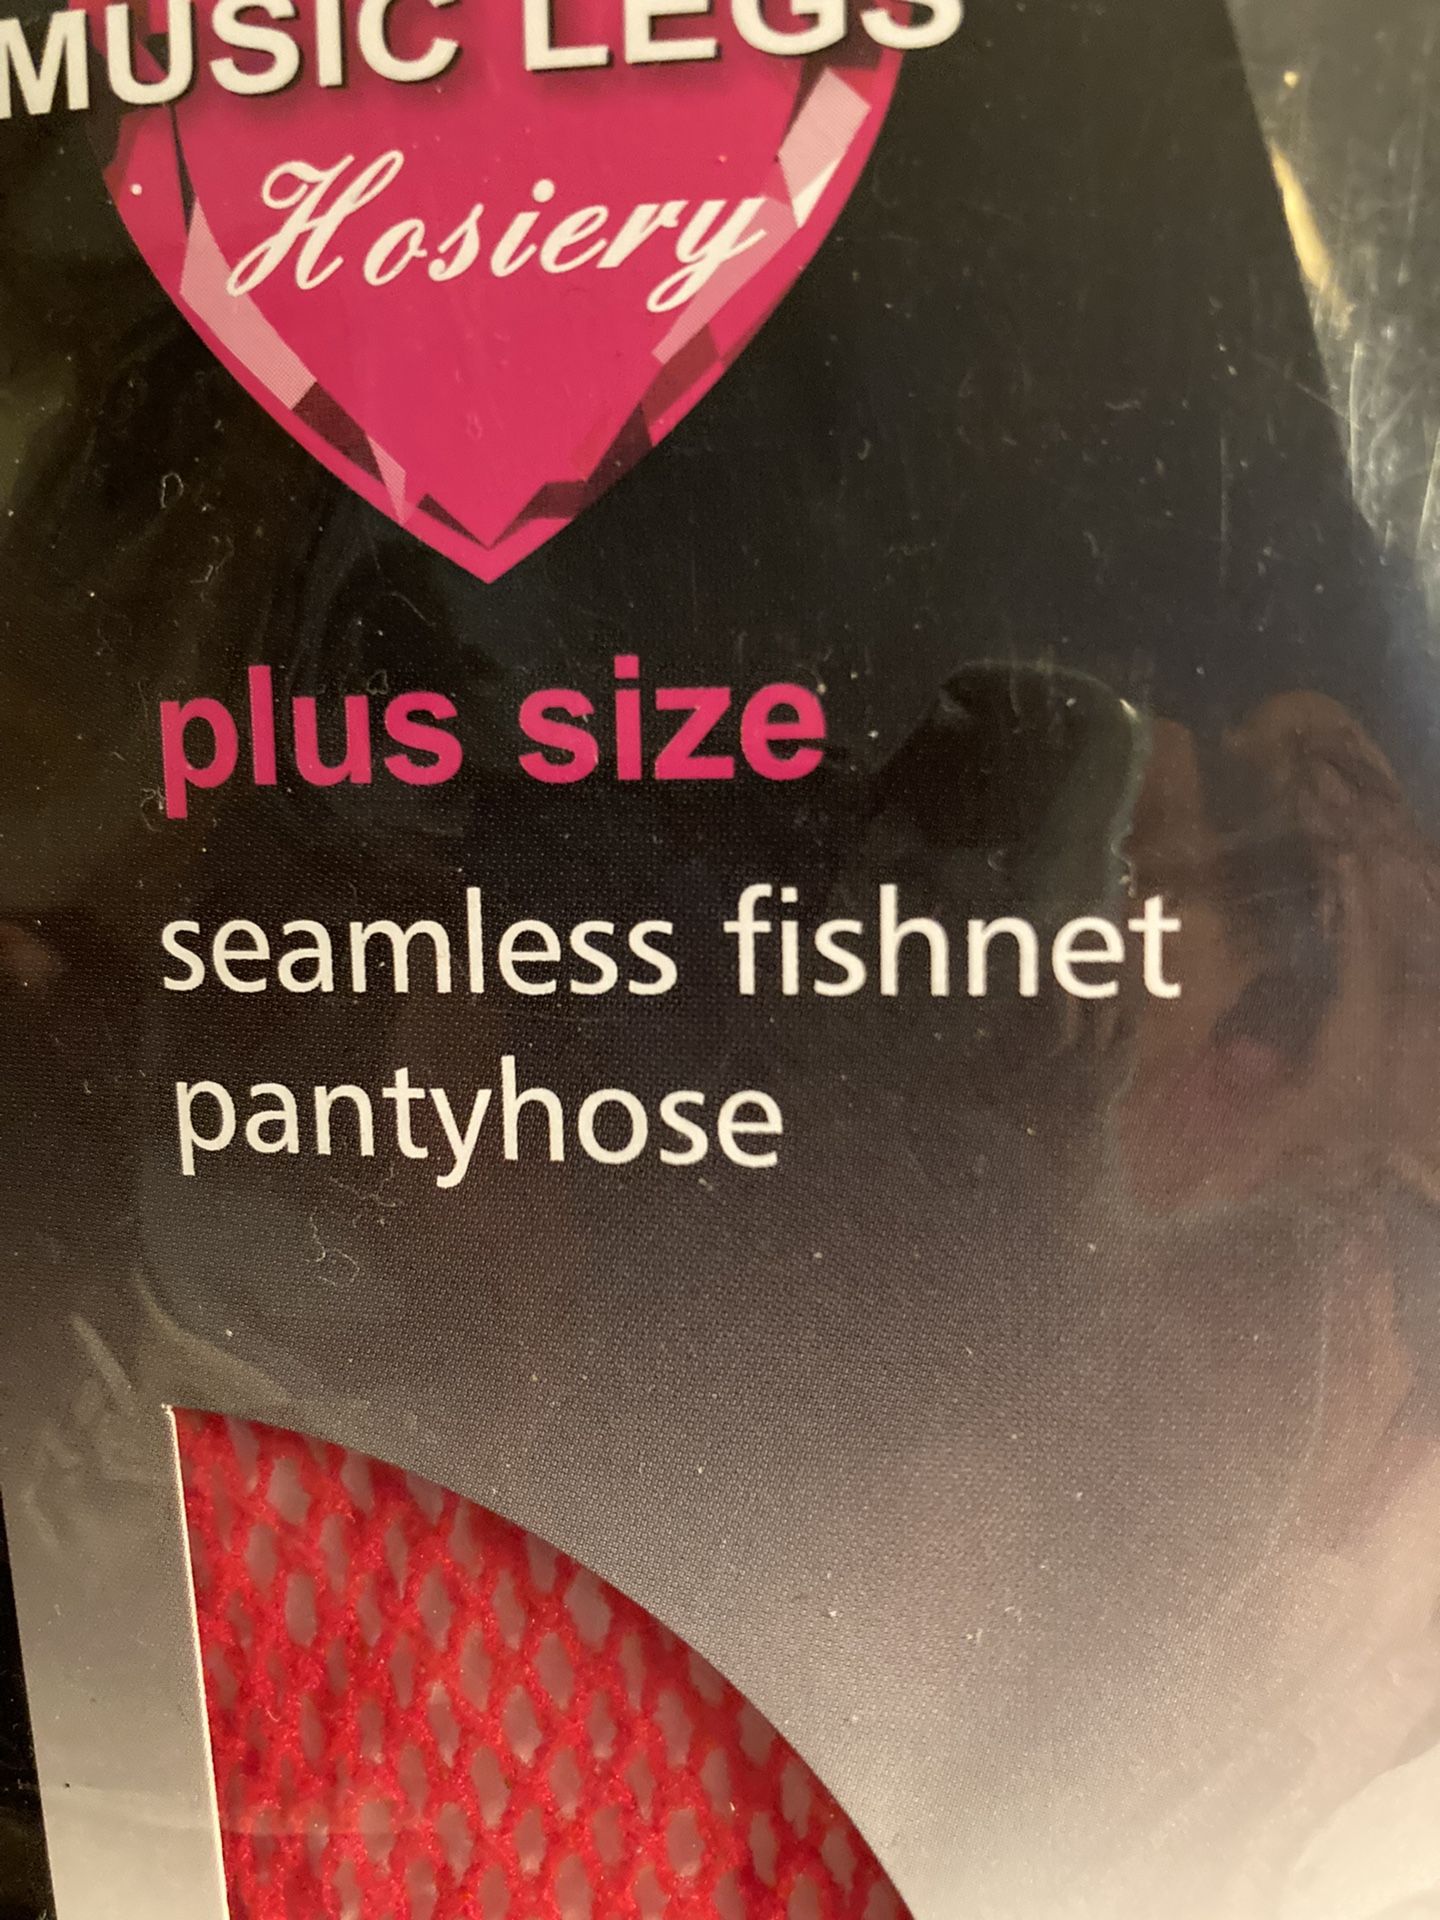 MUSIC LEGS
Hosiery
plus size
seamless fishnet
pantyhose